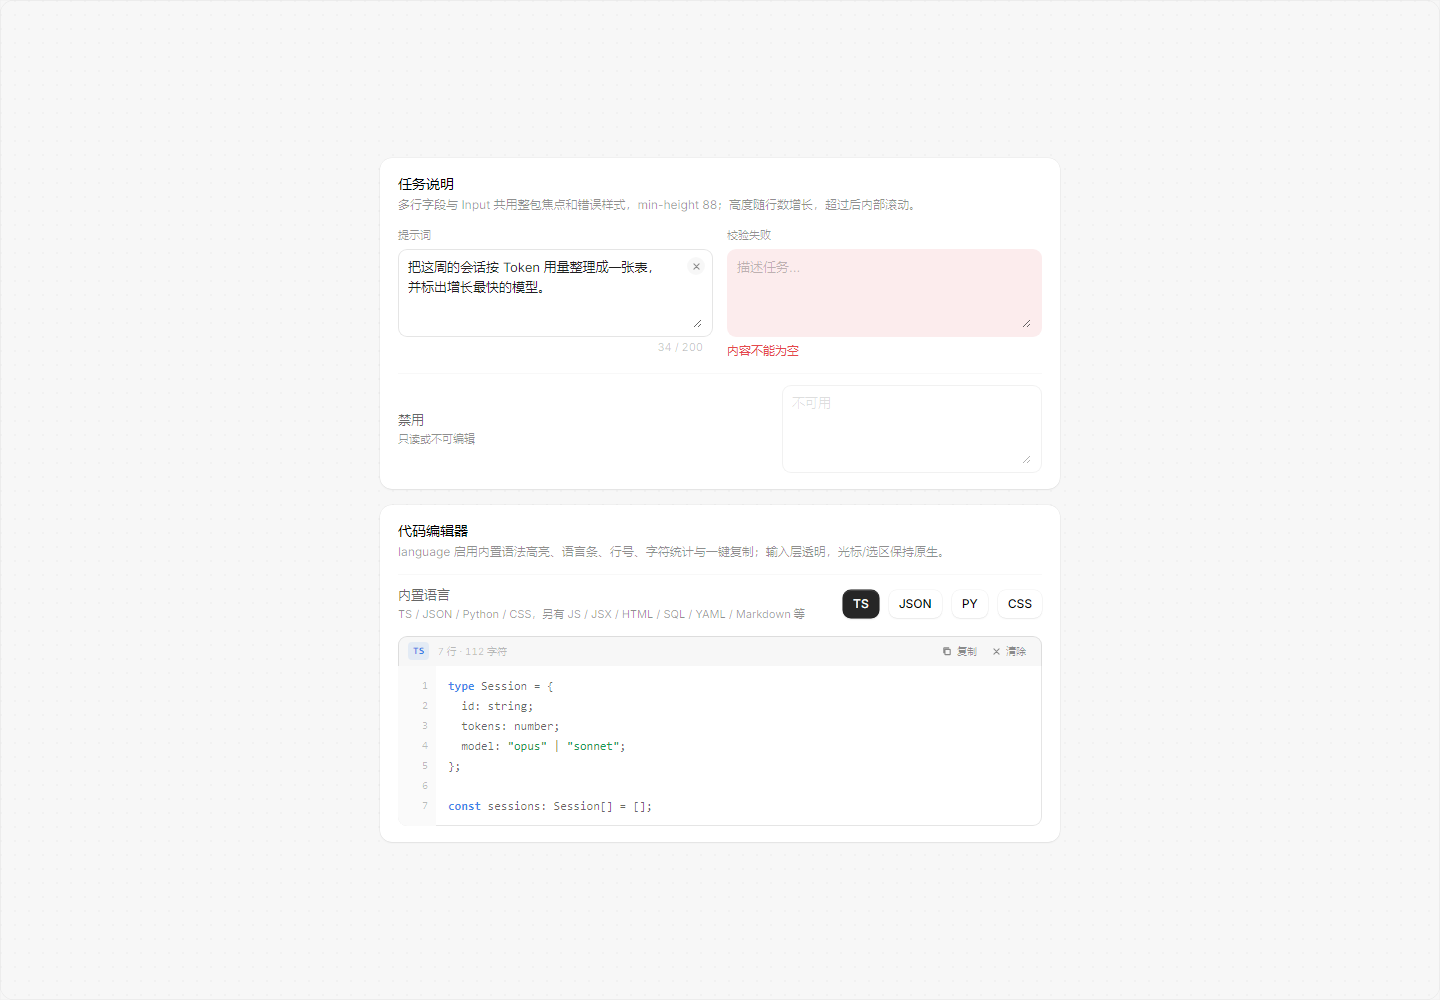 任务说明
多行字段与 Input 共用整包焦点和错误样式，min-height 88；高度随行数增长，超过后内部滚动。
提示词
把这周的会话按 Token 用量整理成一张表，
并标出增长最快的模型。
34 / 200
校验失败
描述任务...
内容不能为空
禁用
只读或不可编辑
不可用
代码编辑器
language 启用内置语法高亮、语言条、行号、字符统计与一键复制；输入层透明，光标/选区保持原生。
内置语言
TS / JSON / Python / CSS，另有 JS / JSX / HTML / SQL / YAML / Markdown 等
TS JSON PY CSS
TS 7 行 · 112 字符 复制 清除
1 type Session = {
2   id: string;
3   tokens: number;
4   model: "opus" | "sonnet";
5 };
6
7 const sessions: Session[] = [];